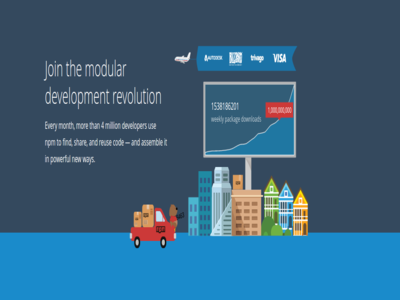 Join the modular
development revolution
Every month, more than 4 million developers use
npm to find, share, and reuse code — and assemble it
in powerful new ways.
AUTODESK
trivago
VISA
1538186201
weekly package downloads
1,000,000,000